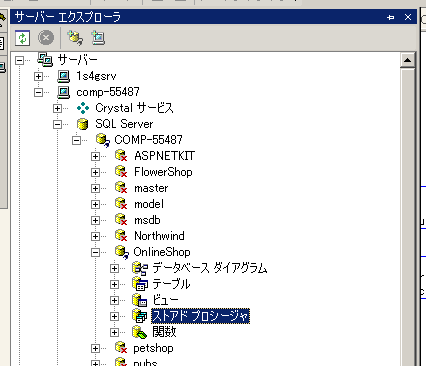 サーバー エクスプローラ
サーバー
1s4gsrv
comp-55487
Crystal サービス
SQL Server
COMP-55487
ASPNETKIT
FlowerShop
master
model
msdb
Northwind
OnlineShop
データベース ダイアグラム
テーブル
ビュー
ストアド プロシージャ
関数
petshop
pubs